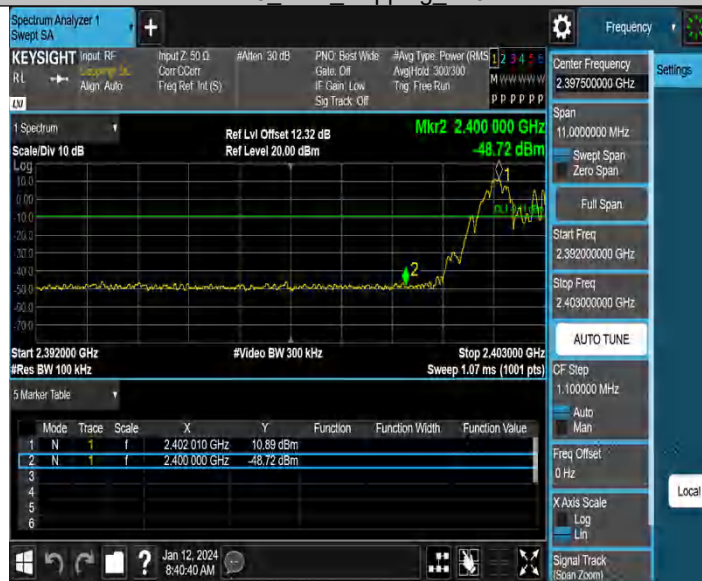 Spectrum Analyzer 1
Swept SA
Frequency
Settings
KEYSIGHT
RL
Input: RF
Align: Auto
Input Z: 50 Ω
Corr CCorr
Freq Ref: Int (S)
#Atten: 30 dB
PNO: Best Wide
Gate: Off
IF Gain: Low
Sig Track: Off
#Avg Type: Power (RMS
Avg|Hold: 300/300
Trig: Free Run
1 2 3 4 5 6
M W W W W W
P P P P P P
LXI
1 Spectrum
Scale/Div 10 dB
Ref Lvl Offset 12.32 dB
Ref Level 20.00 dBm
Mkr2 2.400 000 GHz
-48.72 dBm
Log
10.0
0.00
-10.0
-20.0
-30.0
-40.0
-50.0
-60.0
-70.0
1
2
Start 2.392000 GHz
#Res BW 100 kHz
#Video BW 300 kHz
Stop 2.403000 GHz
Sweep 1.07 ms (1001 pts)
5 Marker Table
Mode Trace Scale X Y Function Function Width Function Value
1 N 1 f 2.402 010 GHz 10.89 dBm
2 N 1 f 2.400 000 GHz -48.72 dBm
3
4
5
6
Center Frequency
2.397500000 GHz
Span
11.0000000 MHz
Swept Span
Zero Span
Full Span
Start Freq
2.392000000 GHz
Stop Freq
2.403000000 GHz
AUTO TUNE
CF Step
1.100000 MHz
Auto
Man
Freq Offset
0 Hz
X Axis Scale
Log
Lin
Signal Track
(Span Zoom)
Local
?
Jan 12, 2024
8:40:40 AM